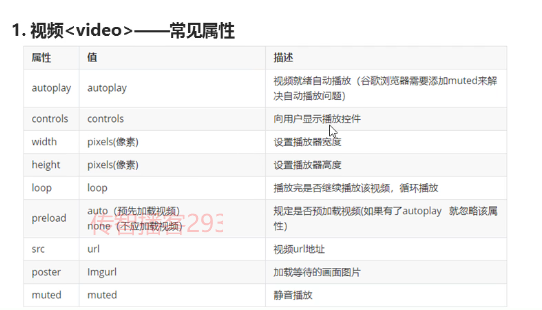 1. 视频<video>——常见属性
属性 值 描述
autoplay autoplay 视频就绪自动播放（谷歌浏览器需要添加muted来解
决自动播放问题）
controls controls 向用户显示播放控件
width pixels(像素) 设置播放器宽度
height pixels(像素) 设置播放器高度
loop loop 播放完是否继续播放该视频，循环播放
preload auto（预先加载视频）
none（不应加载视频） 规定是否预加载视频(如果有了autoplay 就忽略该属
性）
传智播客293
src url 视频url地址
poster Imgurl 加载等待的画面图片
muted muted 静音播放